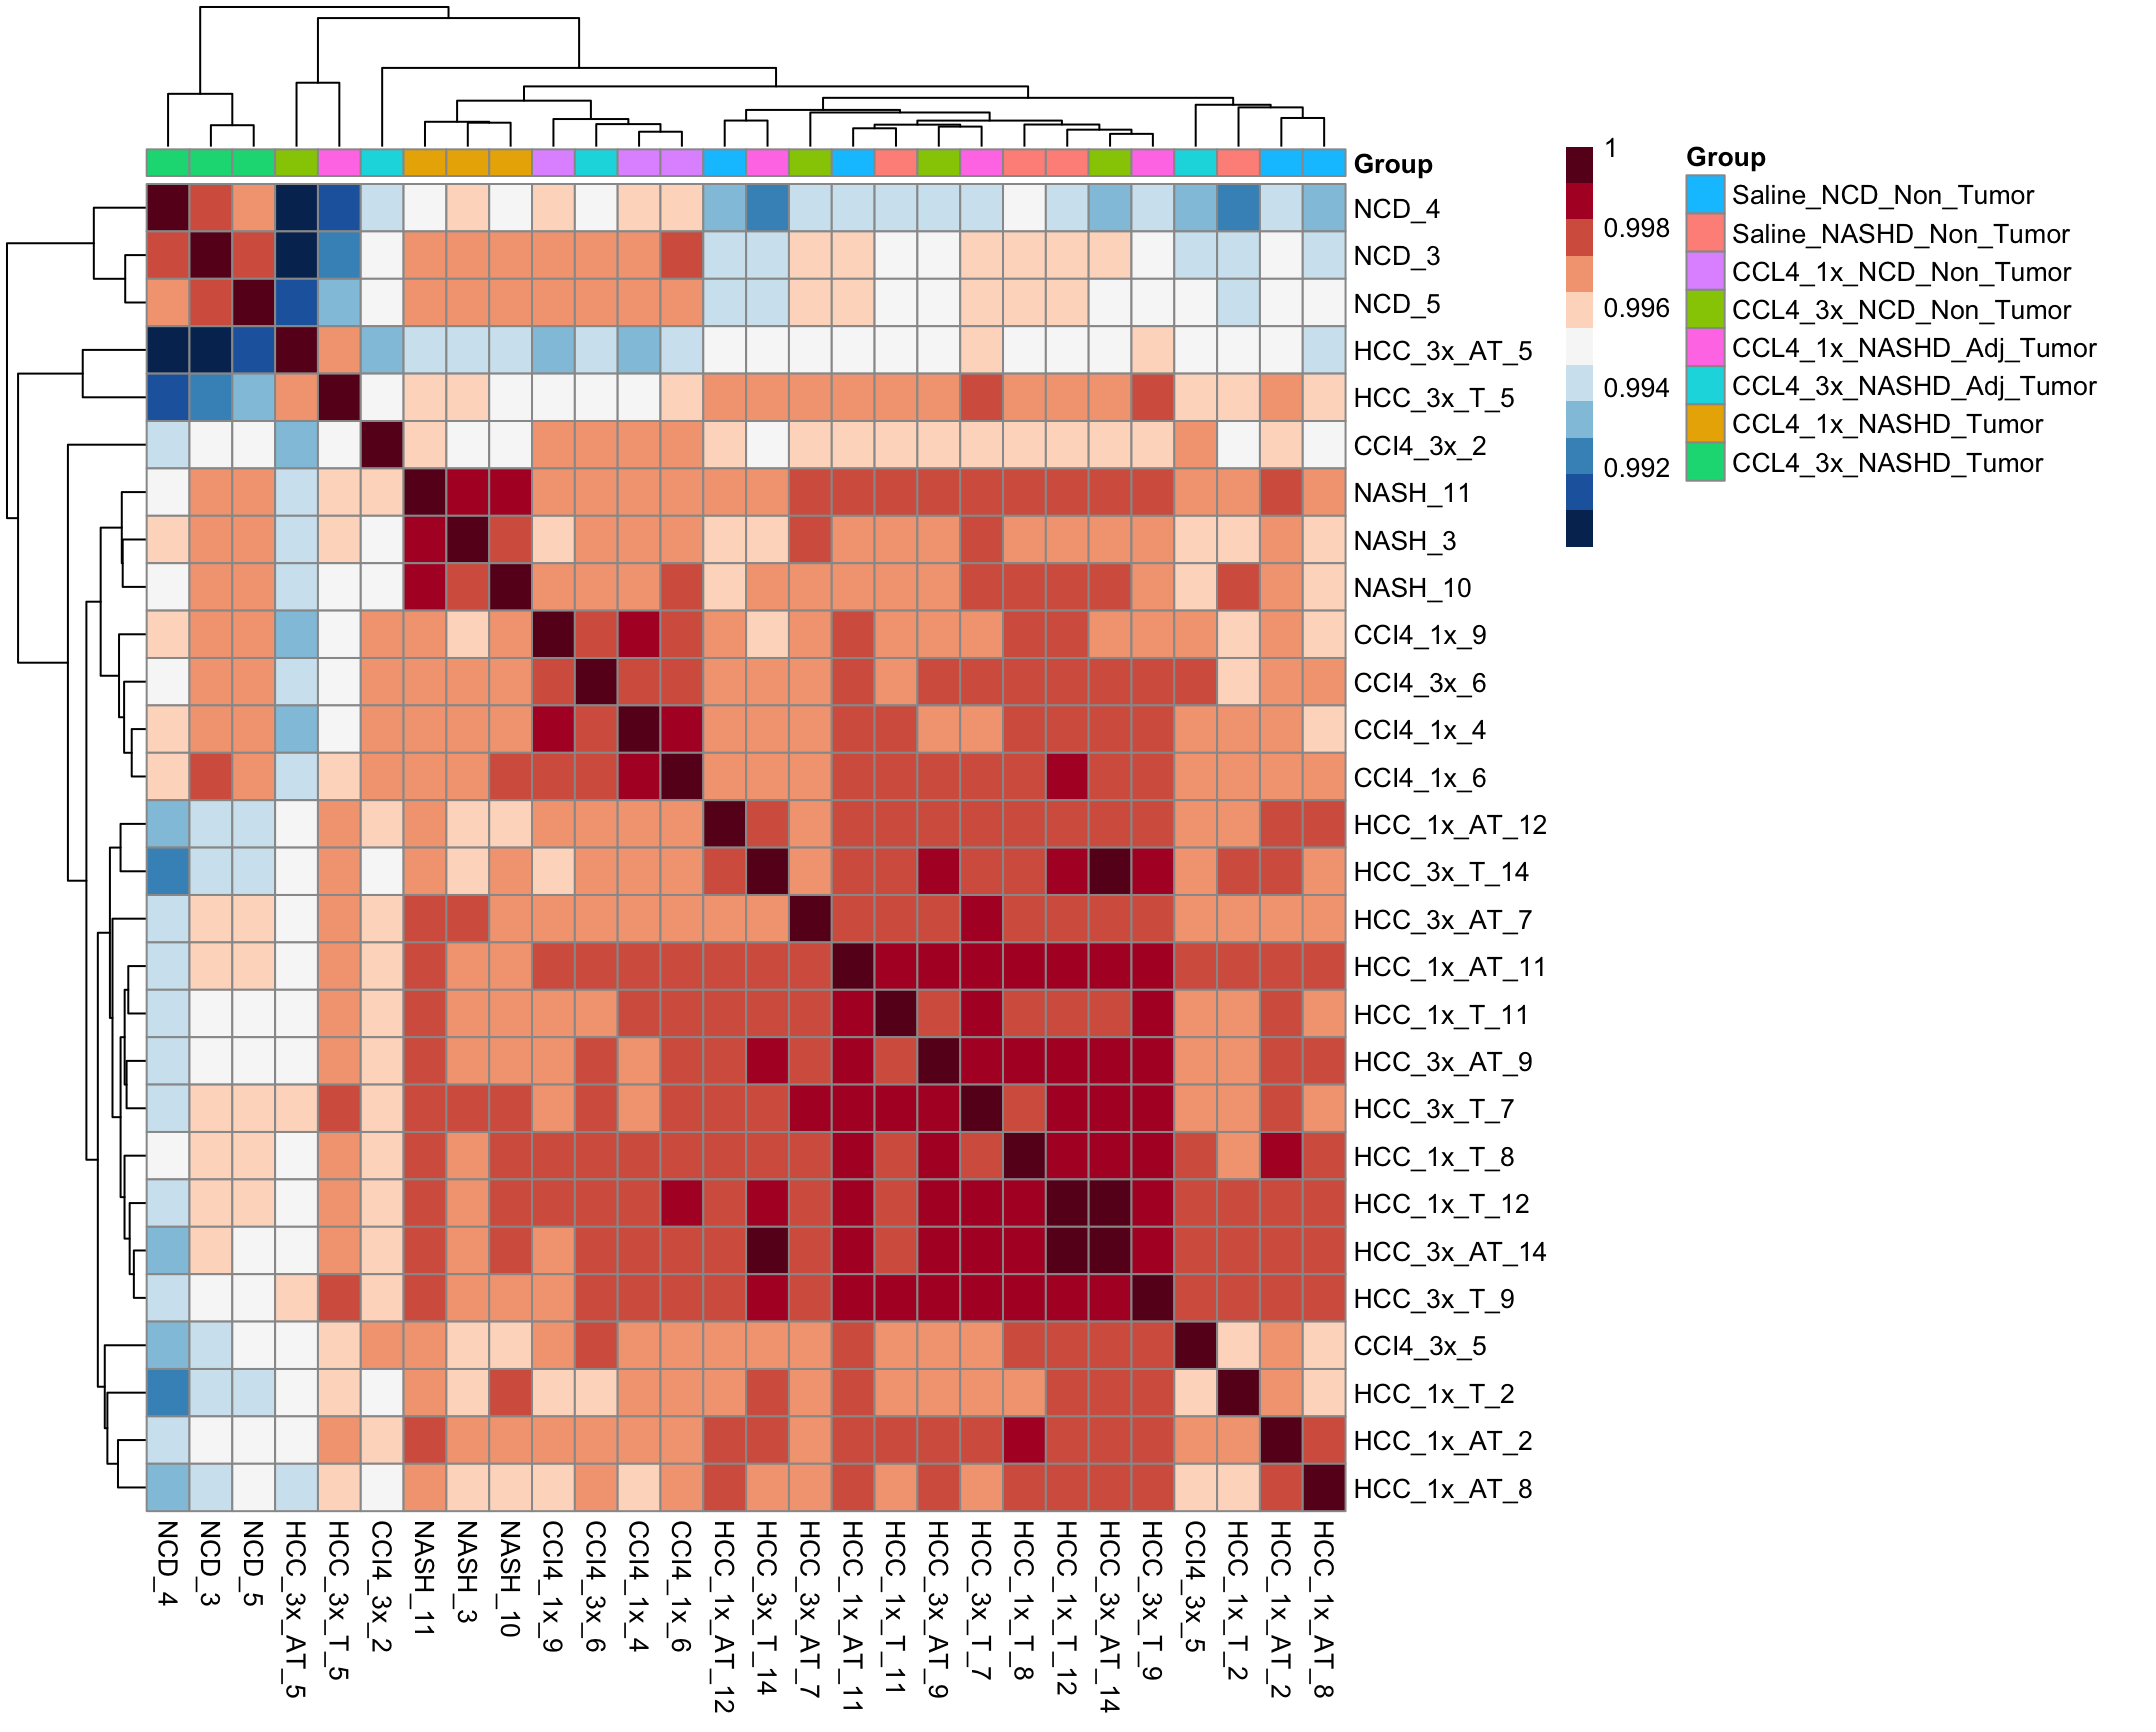 Group
NCD_4
NCD_3
NCD_5
HCC_3x_AT_5
HCC_3x_T_5
CCl4_3x_2
NASH_11
NASH_3
NASH_10
CCl4_1x_9
CCl4_3x_6
CCl4_1x_4
CCl4_1x_6
HCC_1x_AT_12
HCC_3x_T_14
HCC_3x_AT_7
HCC_1x_AT_11
HCC_1x_T_11
HCC_3x_AT_9
HCC_3x_T_7
HCC_1x_T_8
HCC_1x_T_12
HCC_3x_AT_14
HCC_3x_T_9
CCl4_3x_5
HCC_1x_T_2
HCC_1x_AT_2
HCC_1x_AT_8
NCD_4
NCD_3
NCD_5
HCC_3x_AT_5
HCC_3x_T_5
CCl4_3x_2
NASH_11
NASH_3
NASH_10
CCl4_1x_9
CCl4_3x_6
CCl4_1x_4
CCl4_1x_6
HCC_1x_AT_12
HCC_3x_T_14
HCC_3x_AT_7
HCC_1x_AT_11
HCC_1x_T_11
HCC_3x_AT_9
HCC_3x_T_7
HCC_1x_T_8
HCC_1x_T_12
HCC_3x_AT_14
HCC_3x_T_9
CCl4_3x_5
HCC_1x_T_2
HCC_1x_AT_2
HCC_1x_AT_8
1
0.998
0.996
0.994
0.992
Group
Saline_NCD_Non_Tumor
Saline_NASHD_Non_Tumor
CCL4_1x_NCD_Non_Tumor
CCL4_3x_NCD_Non_Tumor
CCL4_1x_NASHD_Adj_Tumor
CCL4_3x_NASHD_Adj_Tumor
CCL4_1x_NASHD_Tumor
CCL4_3x_NASHD_Tumor